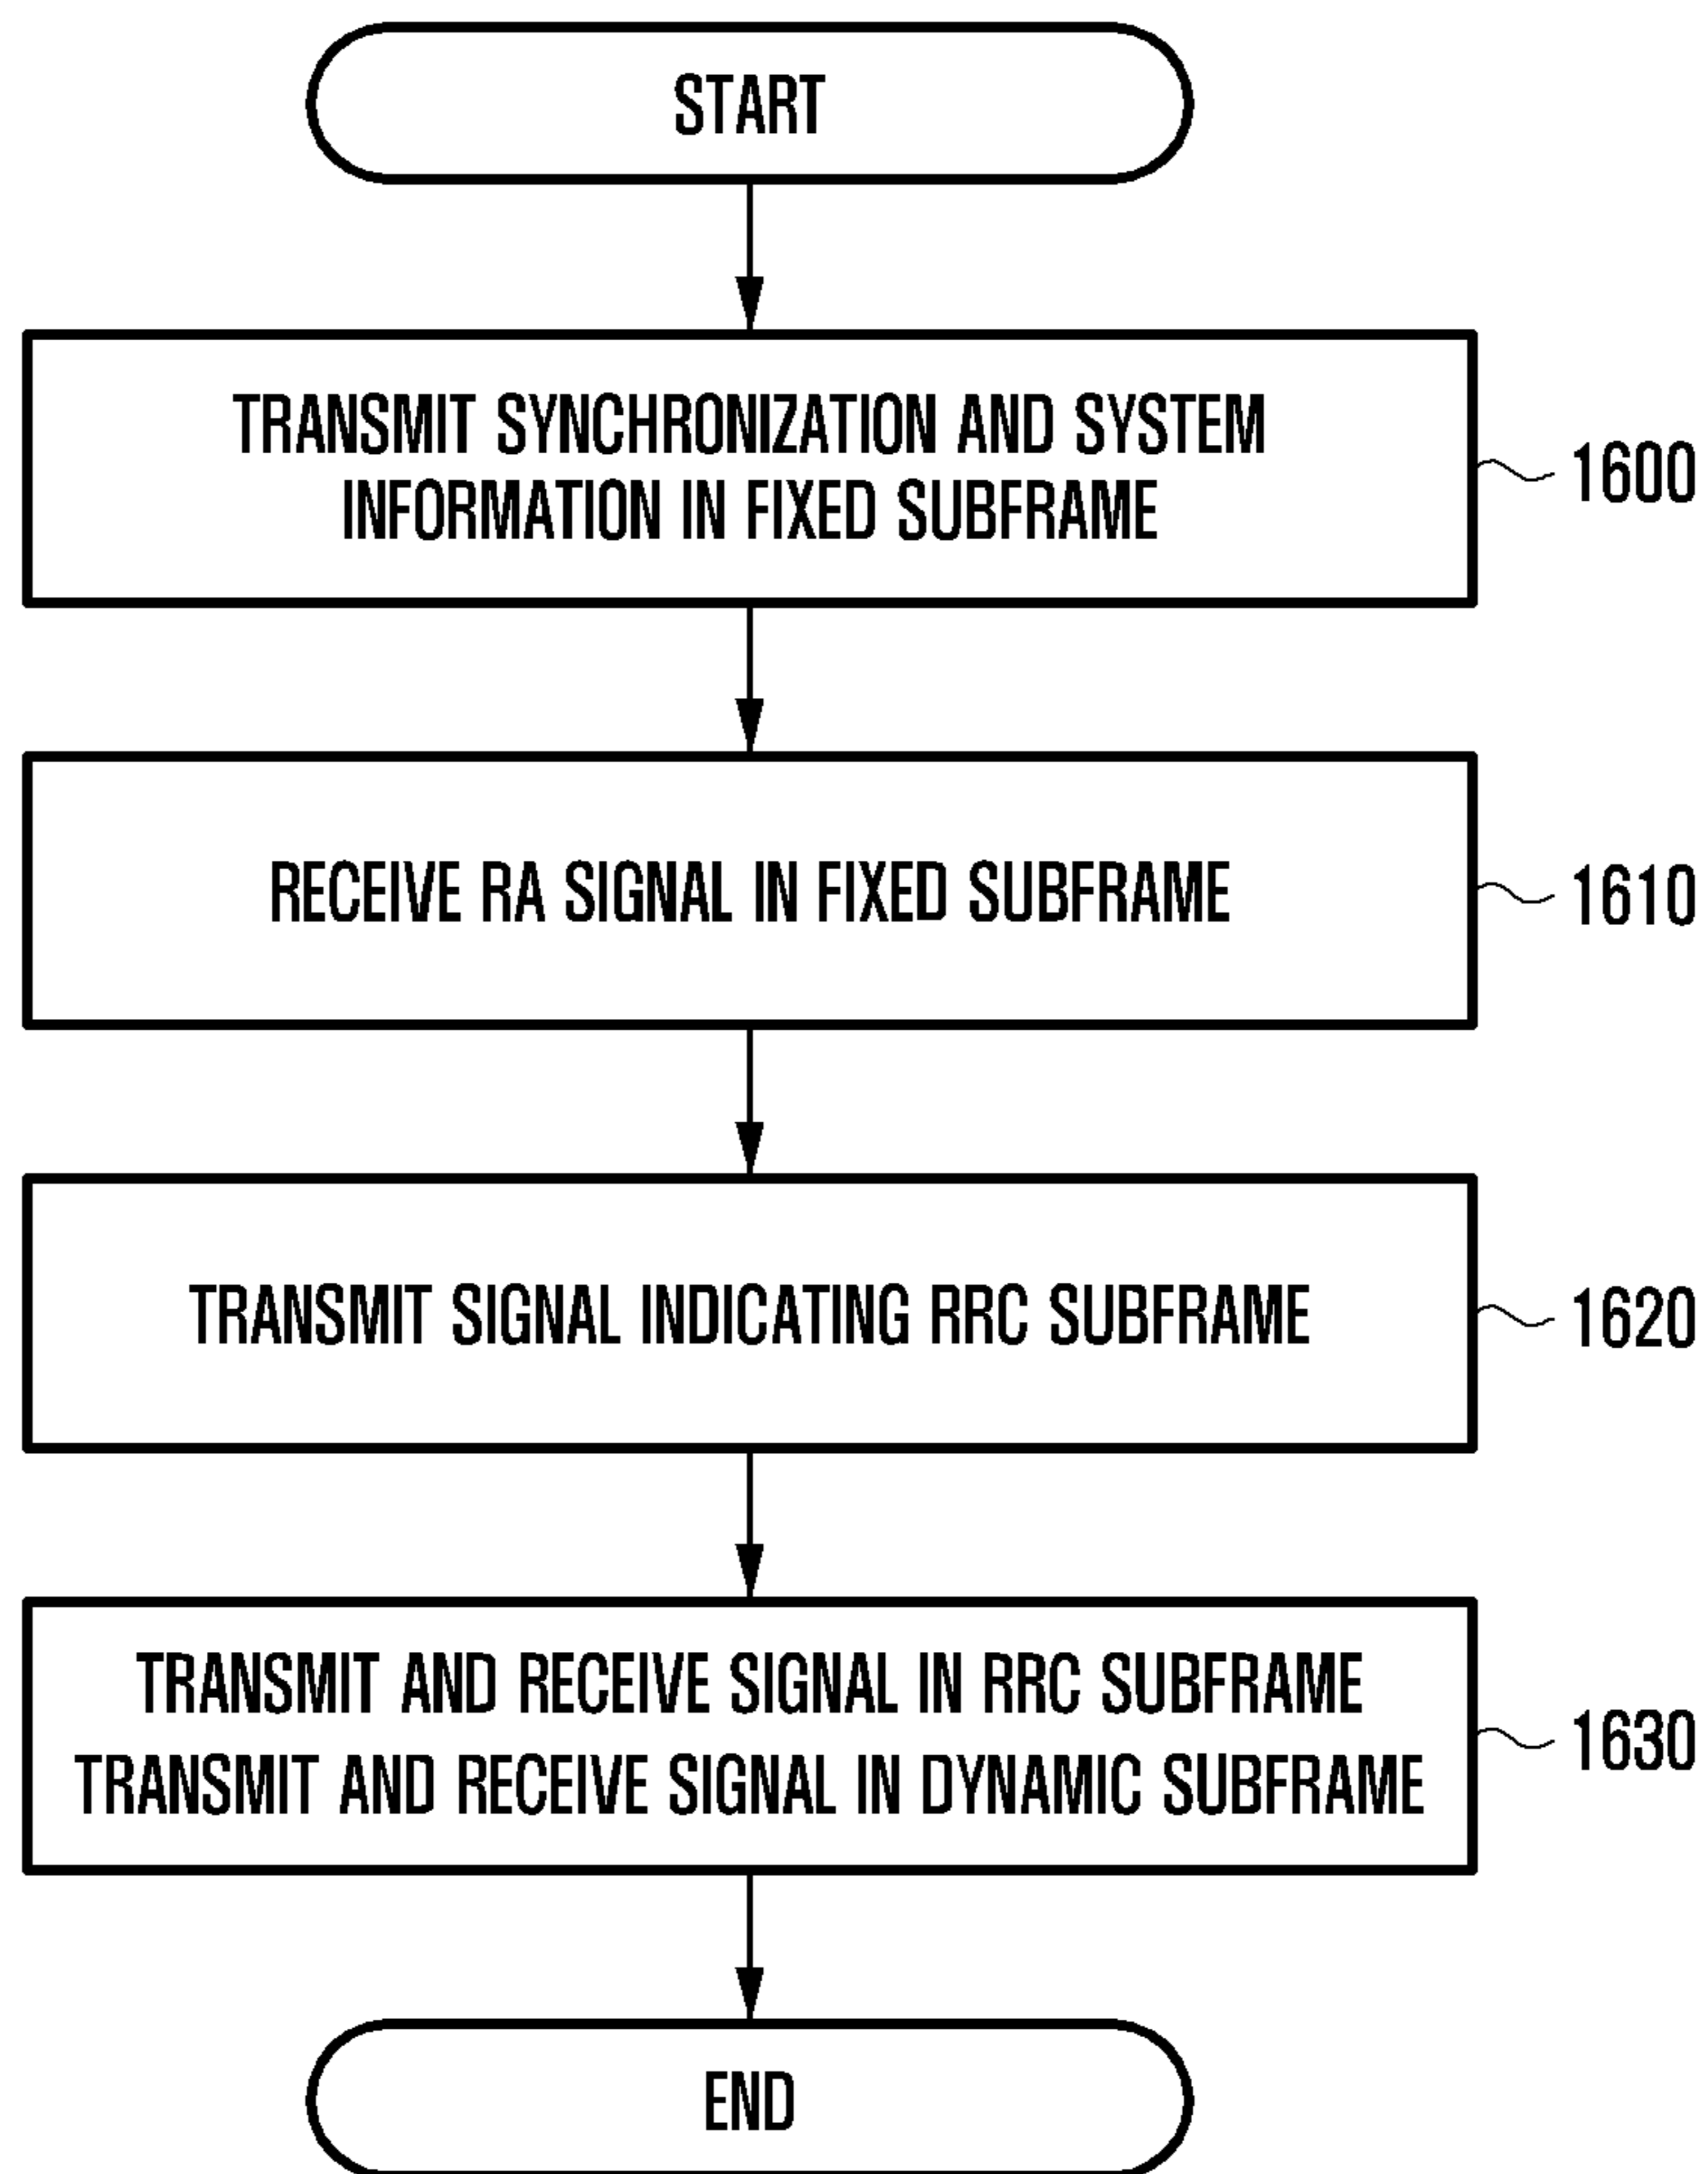 START
TRANSMIT SYNCHRONIZATION AND SYSTEM
INFORMATION IN FIXED SUBFRAME
1600
RECEIVE RA SIGNAL IN FIXED SUBFRAME
1610
TRANSMIT SIGNAL INDICATING RRC SUBFRAME
1620
TRANSMIT AND RECEIVE SIGNAL IN RRC SUBFRAME
TRANSMIT AND RECEIVE SIGNAL IN DYNAMIC SUBFRAME
1630
END